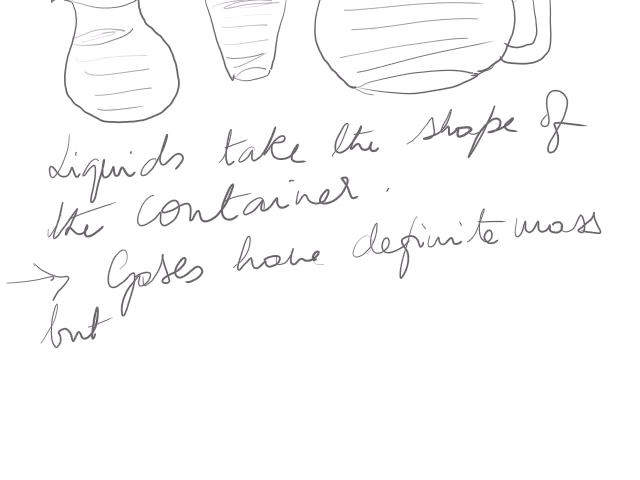 Liquids take the shape of
the container.
→ Gases have definite mass
but